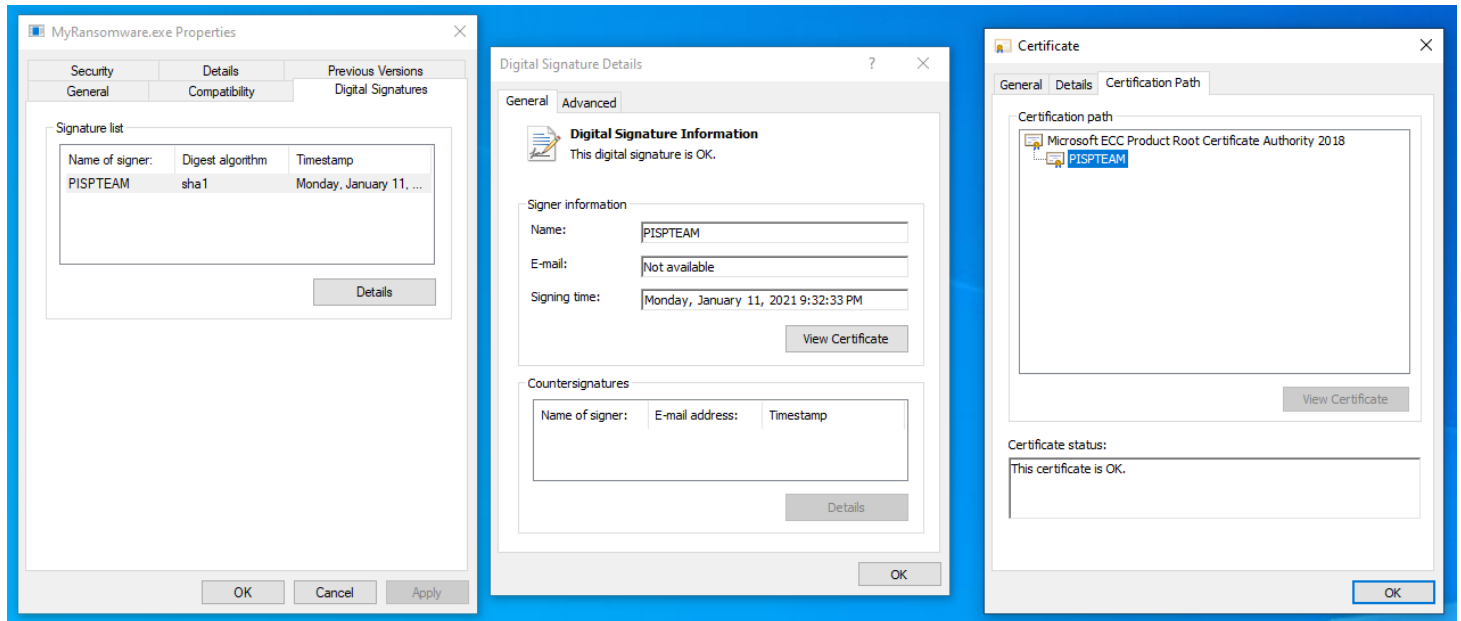 MyRansomware.exe Properties
Security Details Previous Versions
General Compatibility Digital Signatures
Signature list
Name of signer: Digest algorithm Timestamp
PISPTEAM sha1 Monday, January 11, ...
Details
OK Cancel Apply
Digital Signature Details ?
General Advanced
Digital Signature Information
This digital signature is OK.
Signer information
Name: PISPTEAM
E-mail: Not available
Signing time: Monday, January 11, 2021 9:32:33 PM
View Certificate
Countersignatures
Name of signer: E-mail address: Timestamp
Details
OK
Certificate
General Details Certification Path
Certification path
Microsoft ECC Product Root Certificate Authority 2018
PISPTEAM
View Certificate
Certificate status:
This certificate is OK.
OK